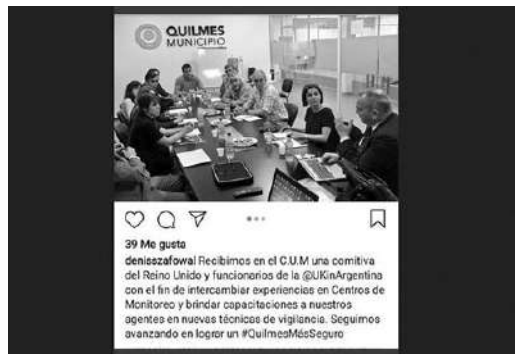 QUILMES
MUNICIPIO
39 Me gusta
denisszafowal Recibimos en el C.U.M una comitiva
del Reino Unido y funcionarios de la @UKinArgentina
con el fin de intercambiar experiencias en Centros de
Monitoreo y brindar capacitaciones a nuestros
agentes en nuevas técnicas de vigilancia. Seguimos
avanzando en lograr un #QuilmesMásSeguro